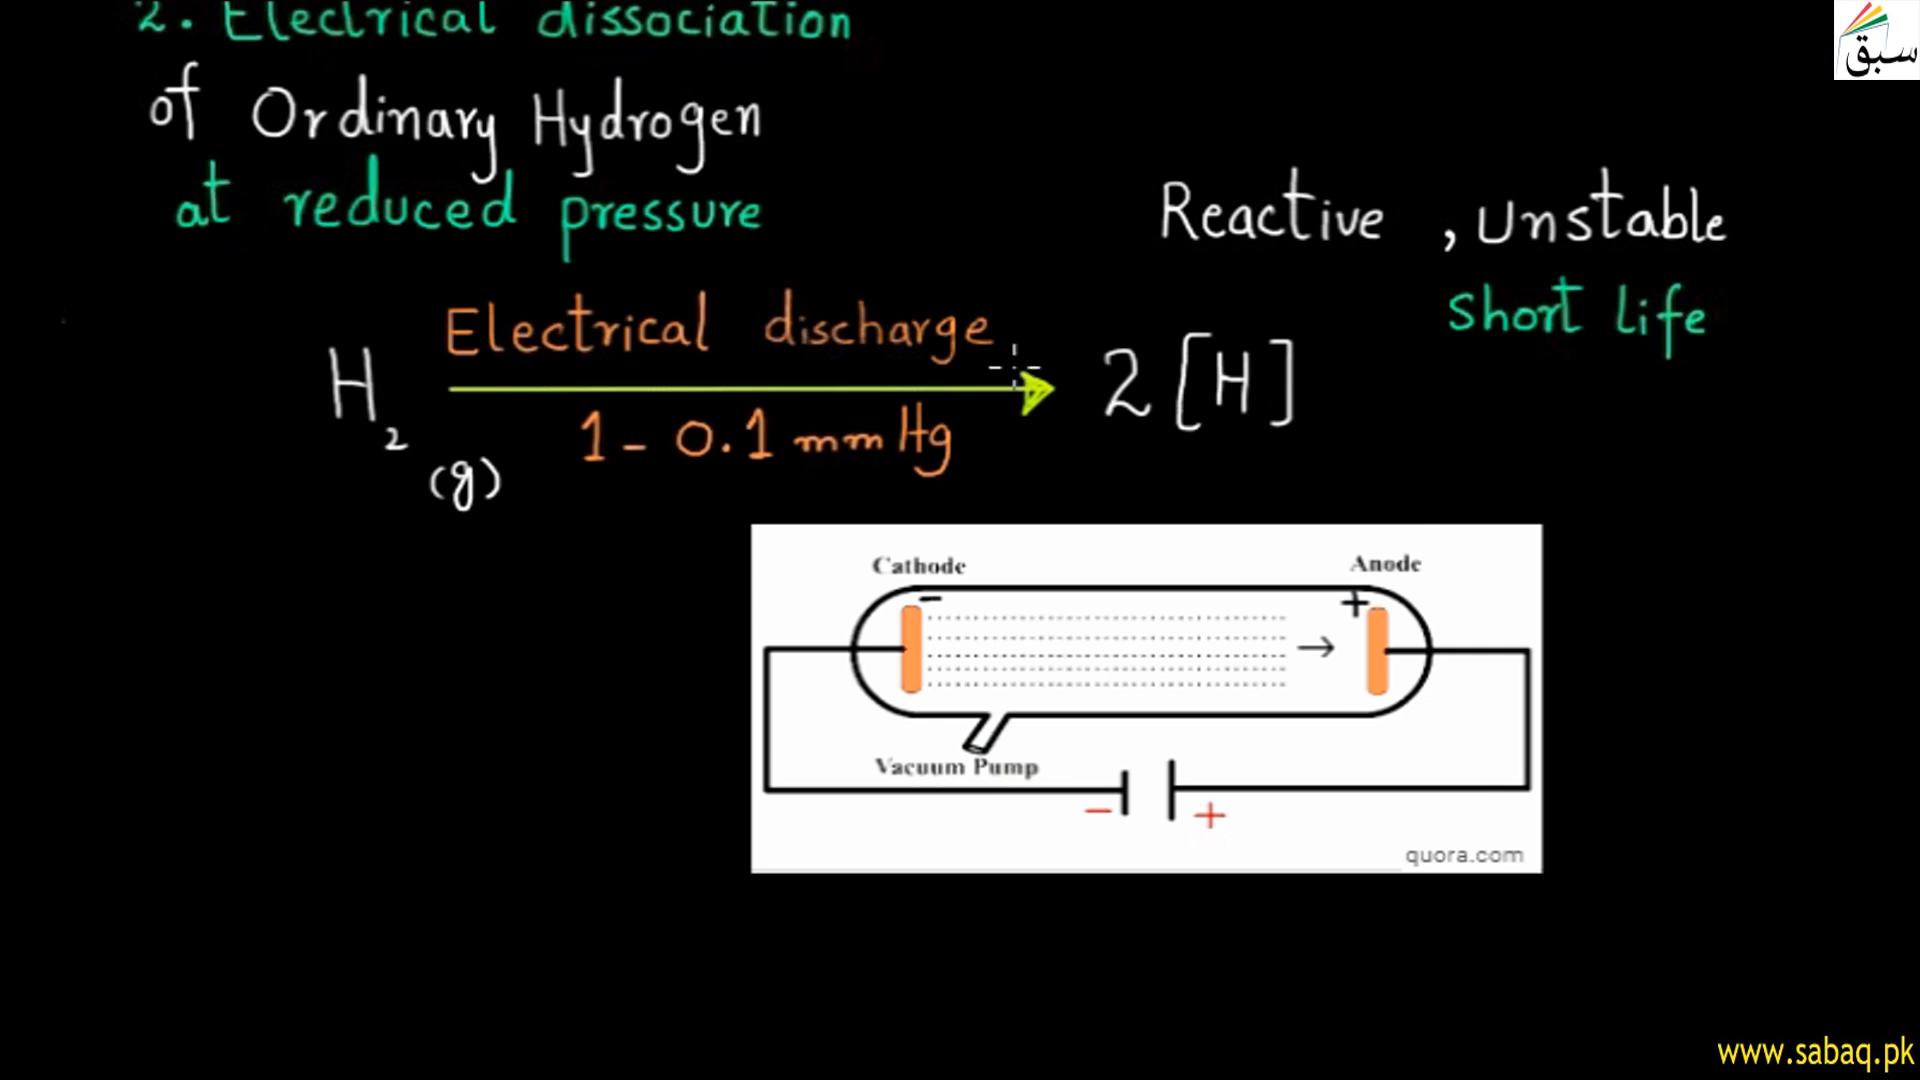 2. Electrical dissociation
of Ordinary Hydrogen
at reduced pressure
Reactive, Unstable
Short life
Electrical discharge
H2 (g) 2[H]
1 - 0.1 mm Hg
Cathode Anode
- +
→
Vacuum Pump
- +
quora.com
سبق
www.sabaq.pk